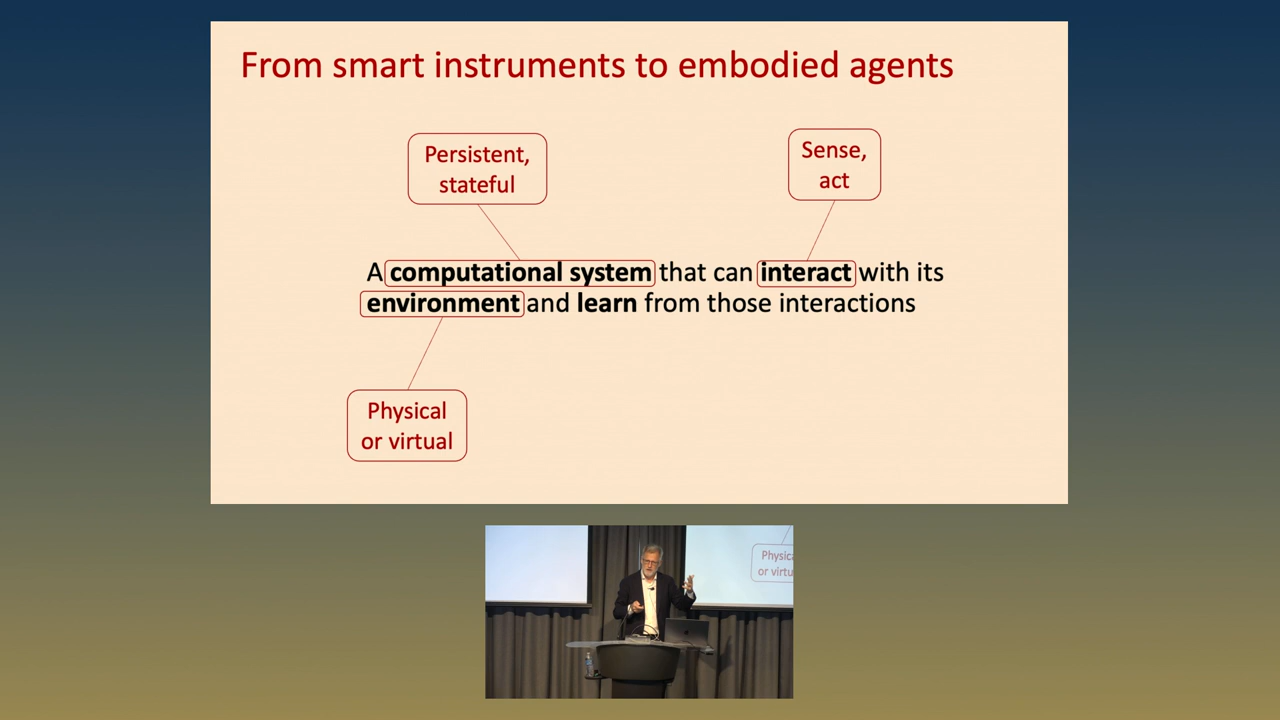 From smart instruments to embodied agents
Persistent,
stateful
Sense,
act
A computational system that can interact with its
environment and learn from those interactions
Physical
or virtual
Physica
or virtu